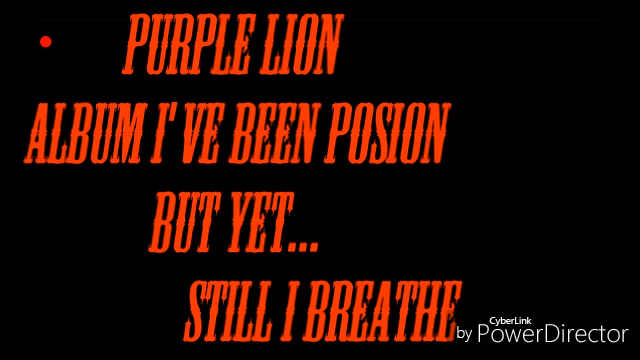 PURPLE LION
ALBUM I'VE BEEN POSION
BUT YET...
STILL I BREATHE
CyberLink
by PowerDirector